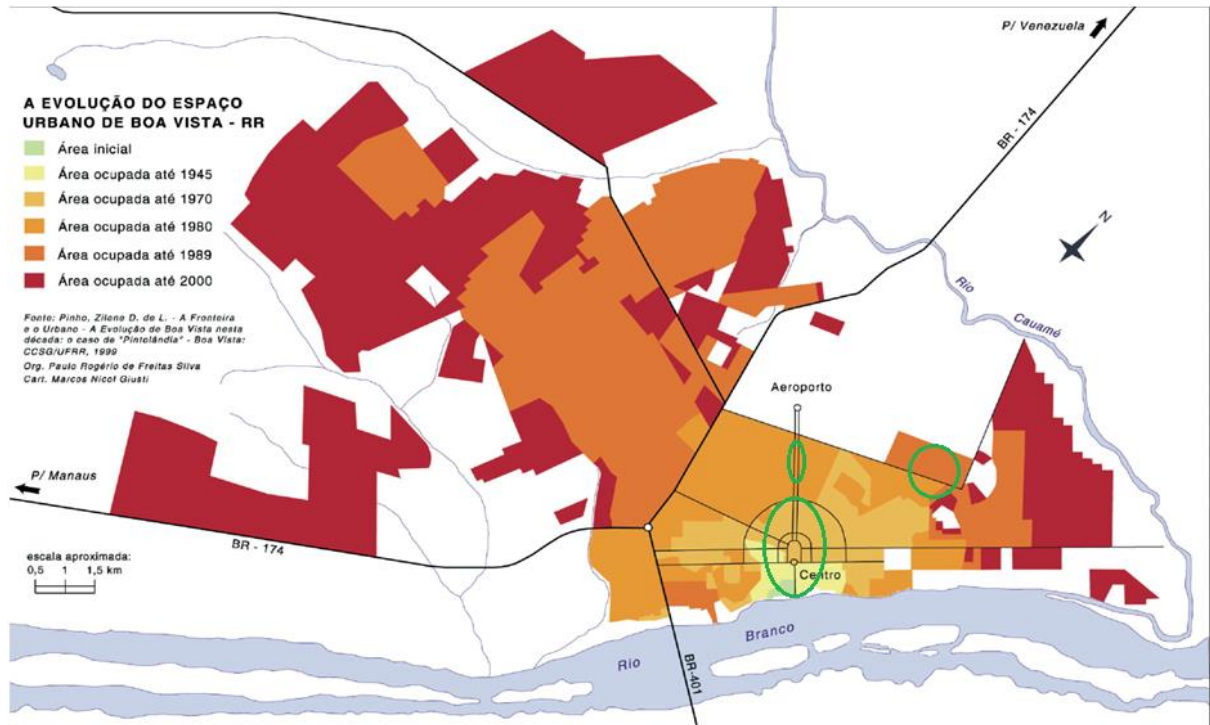 A EVOLUÇÃO DO ESPAÇO
URBANO DE BOA VISTA - RR
Área inicial
Área ocupada até 1945
Área ocupada até 1970
Área ocupada até 1980
Área ocupada até 1989
Área ocupada até 2000
Fonte: Pinho, Zilene D. de L. - A Fronteira
e o Urbano - A Evolução de Boa Vista nesta
década: o caso de "Pintolândia" - Boa Vista:
CCSG/UFRR, 1999
Org. Paulo Rogério de Freitas Silva
Cart. Marcos Nicol Giusti
P/ Venezuela
BR - 174
N
Rio
Cauamé
Aeroporto
P/ Manaus
BR - 174
escala aproximada:
0,5 1 1,5 km
Centro
Rio
Branco
BR-401